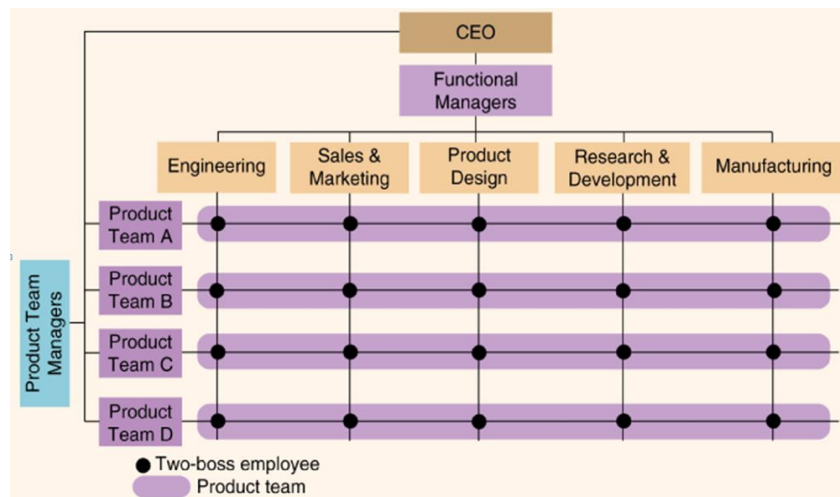 CEO
Functional
Managers
Engineering
Sales &
Marketing
Product
Design
Research &
Development
Manufacturing
Product Team
Managers
Product
Team A
Product
Team B
Product
Team C
Product
Team D
Two-boss employee
Product team